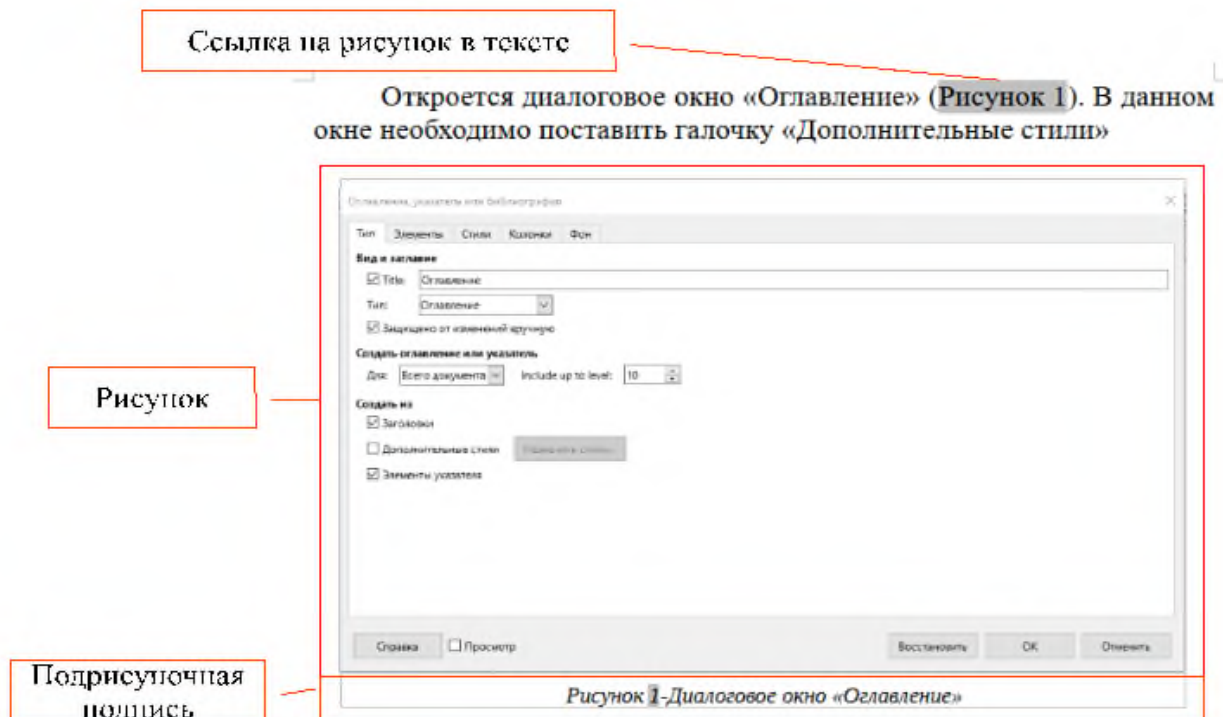 Ссылка на рисунок в тексте
Откроется диалоговое окно «Оглавление» (Рисунок 1). В данном
окне необходимо поставить галочку «Дополнительные стили»
Оглавление, указатель или библиография
Тип Элементы Стили Колонки Фон
Вид и заглавие
Title: Оглавление
Тип: Оглавление
Защищено от изменений вручную
Создать оглавление или указатель
Для: Всего документа Include up to level: 10
Рисунок
Создать из
Заголовки
Дополнительные стили
Элементы указателя
Справка Просмотр Восстановить ОК Отменить
Подрисуночная
подпись
Рисунок 1-Диалоговое окно «Оглавление»